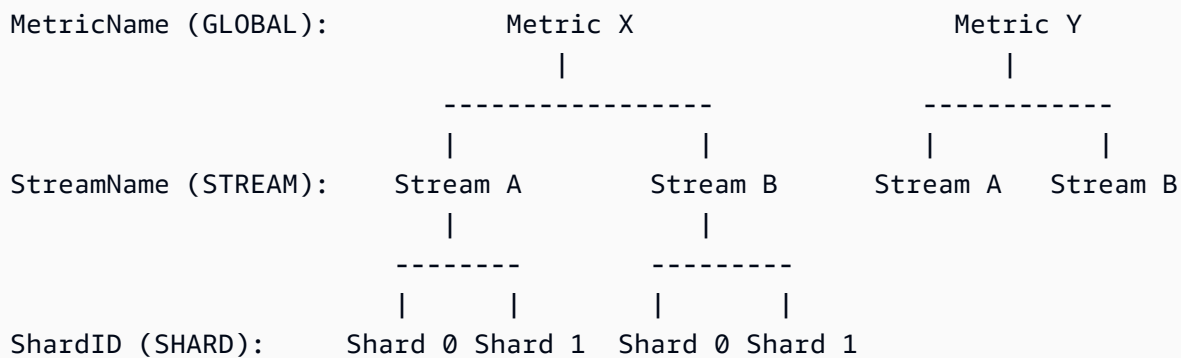 MetricName (GLOBAL): Metric X Metric Y
StreamName (STREAM): Stream A Stream B Stream A Stream B
ShardID (SHARD): Shard 0 Shard 1 Shard 0 Shard 1